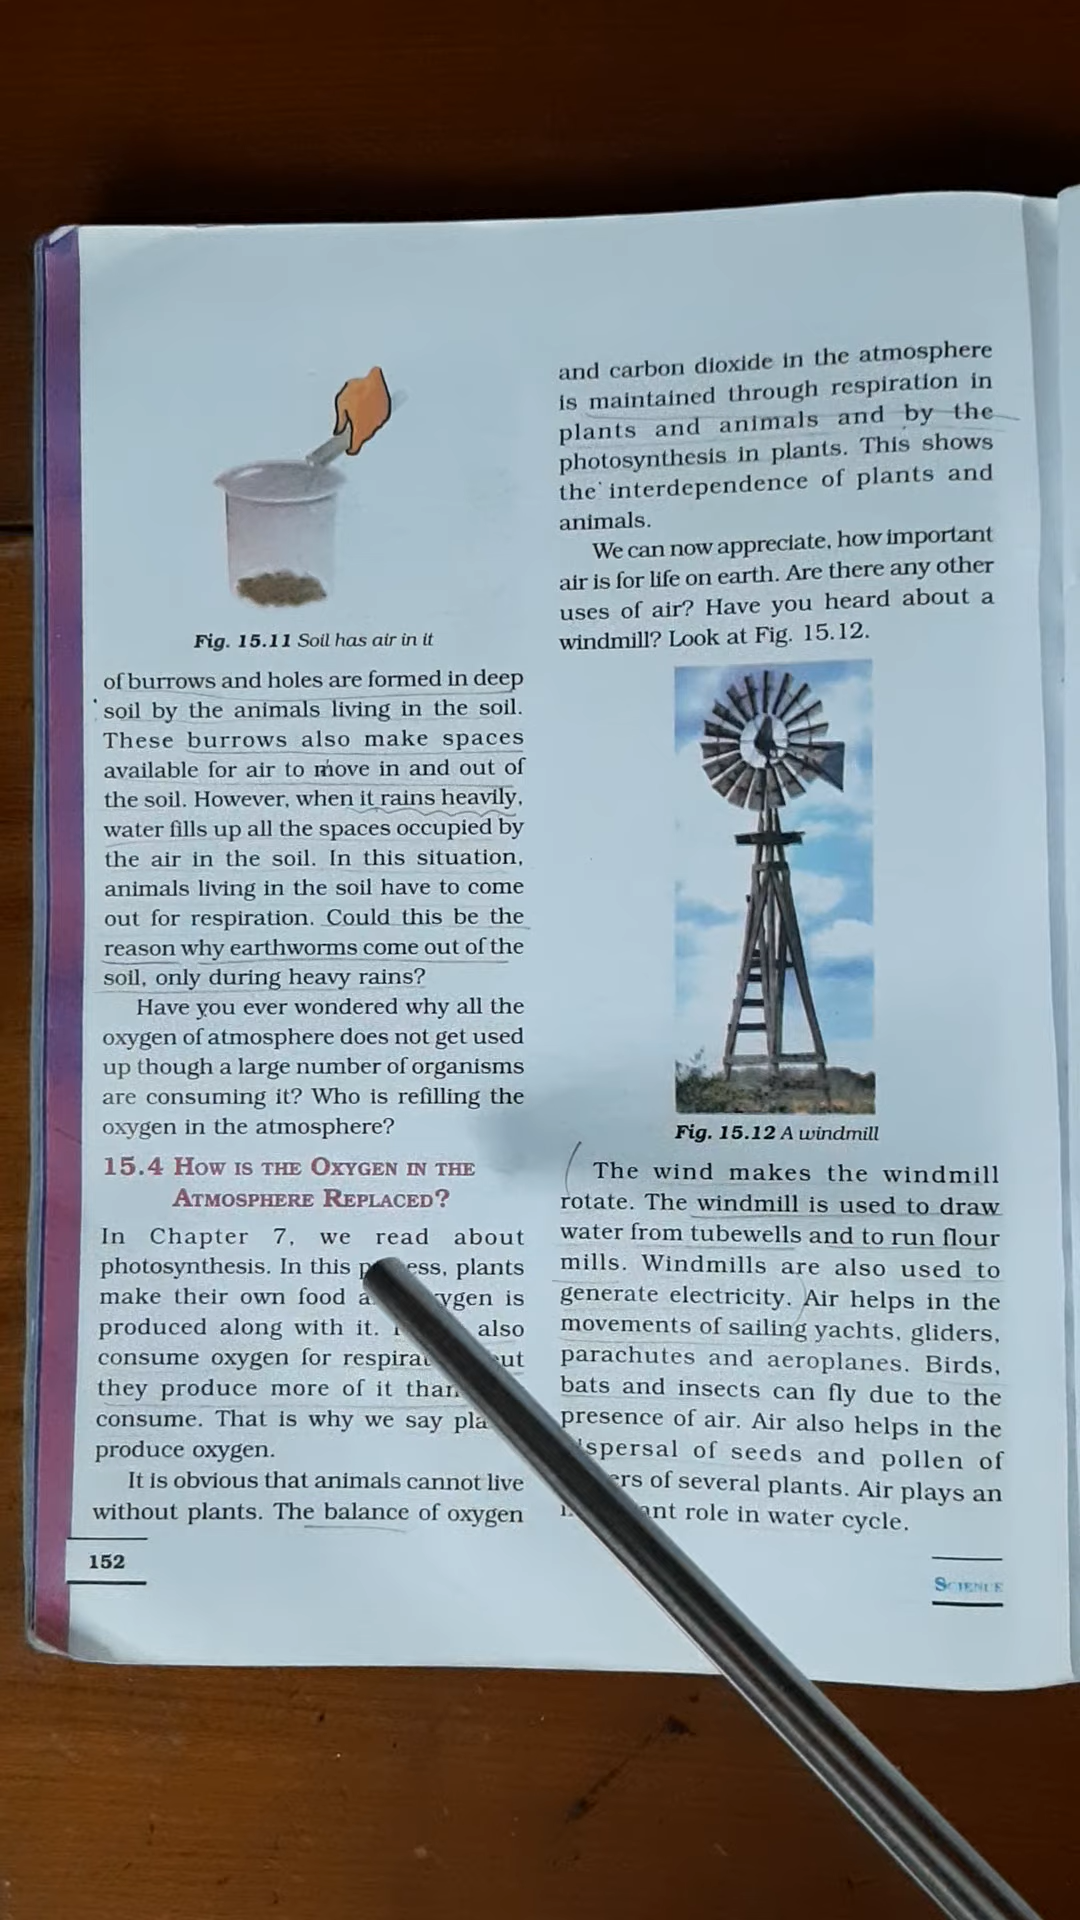 Fig. 15.11 Soil has air in it
of burrows and holes are formed in deep
soil by the animals living in the soil.
These burrows also make spaces
available for air to move in and out of
the soil. However, when it rains heavily,
water fills up all the spaces occupied by
the air in the soil. In this situation,
animals living in the soil have to come
out for respiration. Could this be the
reason why earthworms come out of the
soil, only during heavy rains?
Have you ever wondered why all the
oxygen of atmosphere does not get used
up though a large number of organisms
are consuming it? Who is refilling the
oxygen in the atmosphere?
15.4 HOW IS THE OXYGEN IN THE
ATMOSPHERE REPLACED?
In Chapter 7, we read about
photosynthesis. In this plants
make their own food is
produced along with it. also
consume oxygen for
they produce more of it than
consume. That is why we say
produce oxygen.
It is obvious that animals cannot live
without plants. The balance of oxygen
152
and carbon dioxide in the atmosphere
is maintained through respiration in
plants and animals and by the
photosynthesis in plants. This shows
the interdependence of plants and
animals.
We can now appreciate, how important
air is for life on earth. Are there any other
uses of air? Have you heard about a
windmill? Look at Fig. 15.12.
Fig. 15.12 A windmill
The wind makes the windmill
rotate. The windmill is used to draw
water from tubewells and to run flour
mills. Windmills are also used to
generate electricity. Air helps in the
movements of sailing yachts, gliders,
parachutes and aeroplanes. Birds,
bats and insects can fly due to the
presence of air. Air also helps in the
of seeds and pollen of
of several plants. Air plays an
role in water cycle.
SCIENCE